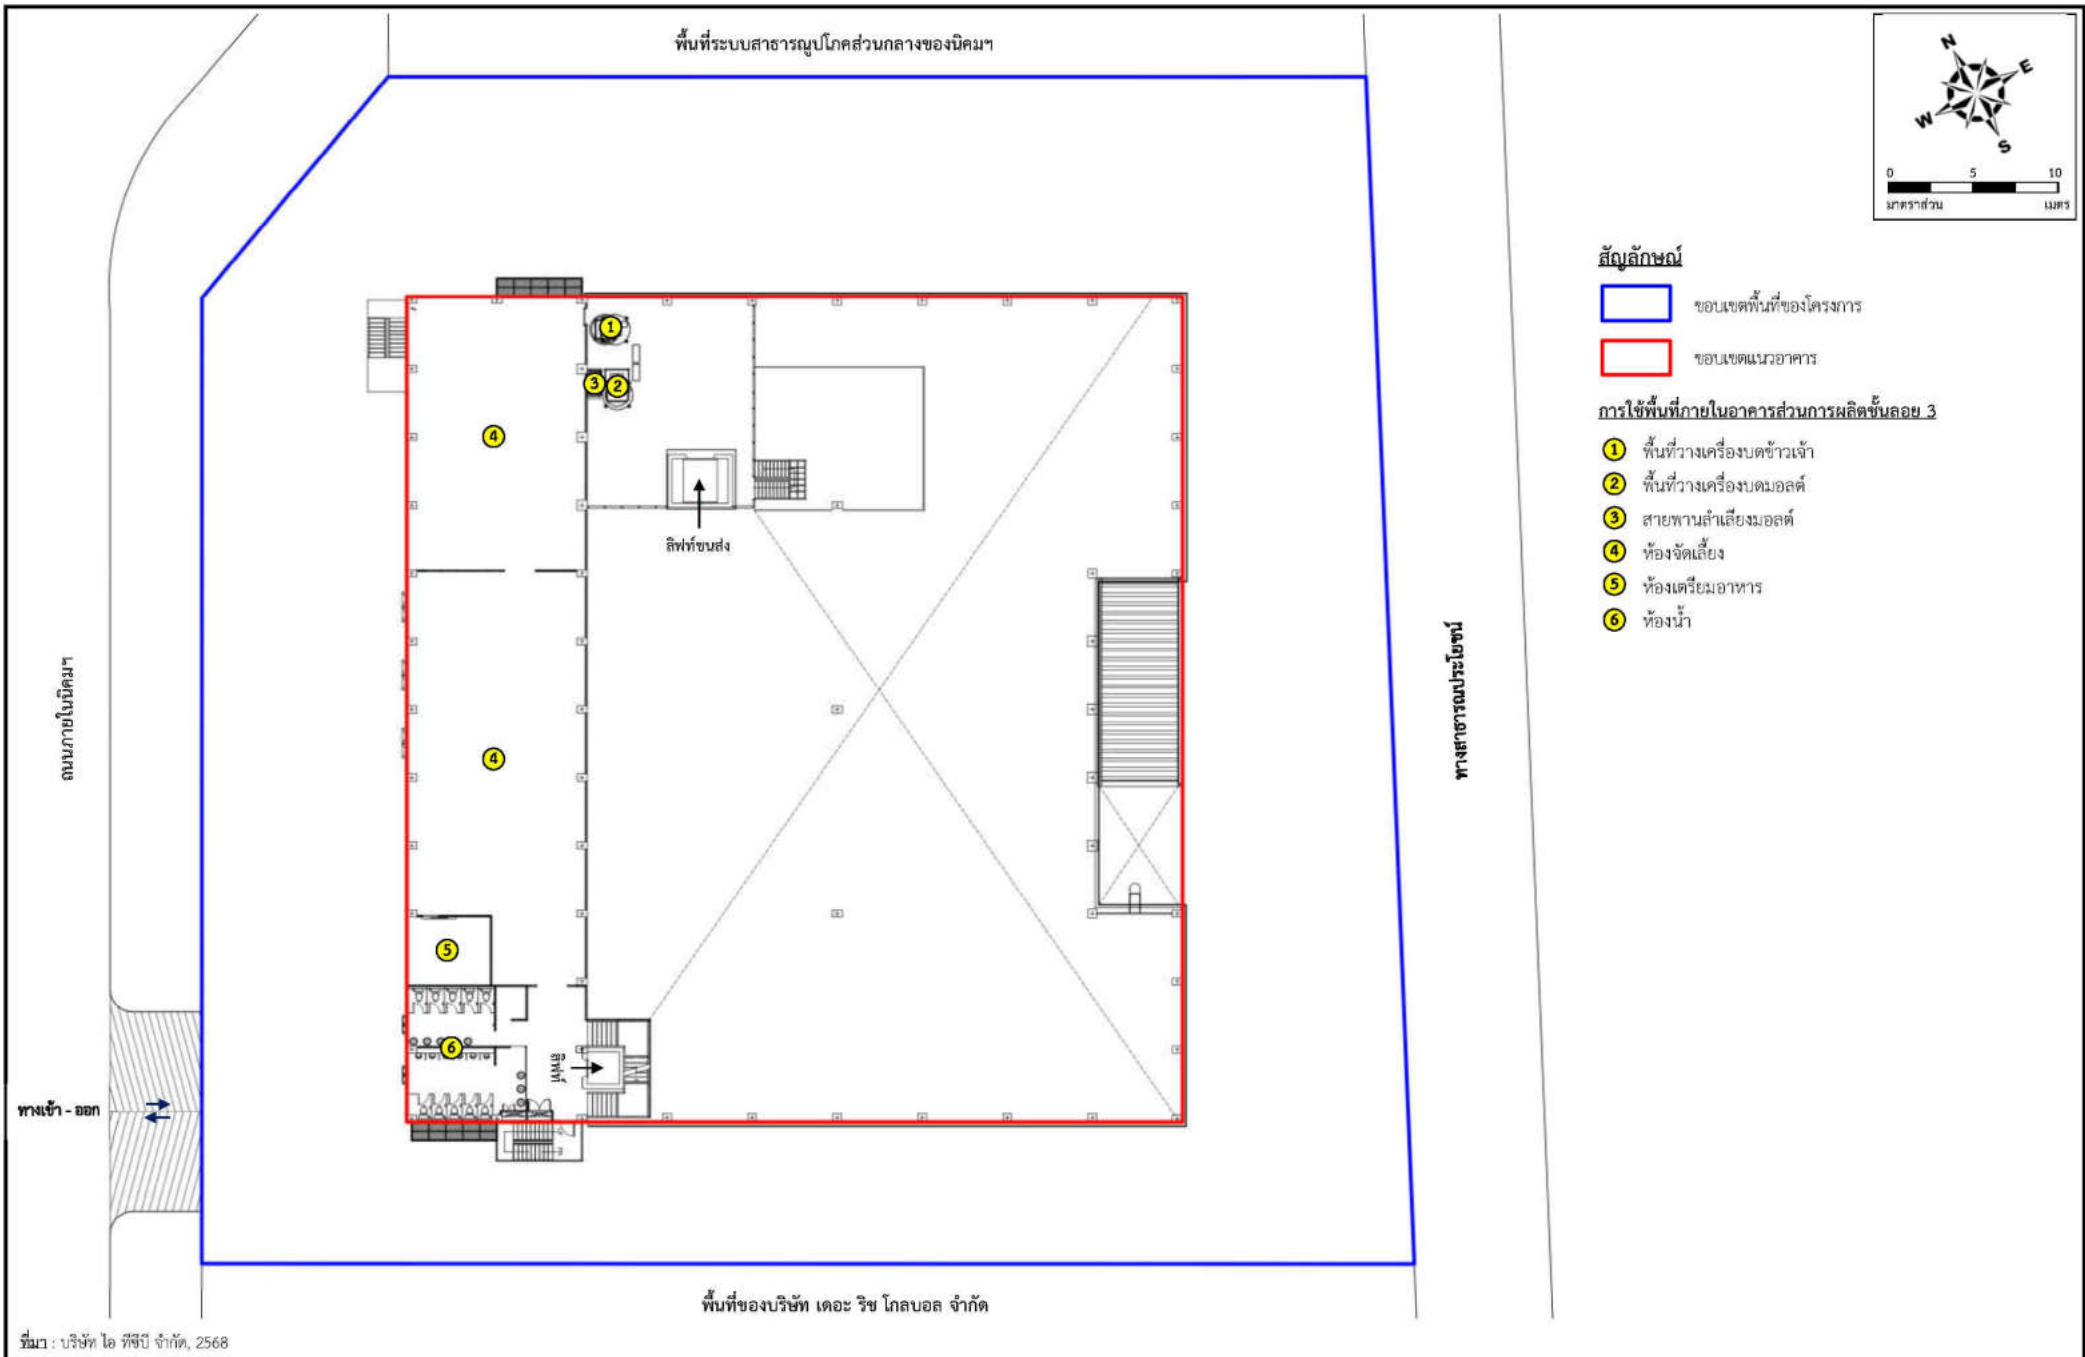 พื้นที่ระบบสาธารณูปโภคส่วนกลางของนิคมฯ
N
E
W
S
0 5 10
มาตราส่วน เมตร
สัญลักษณ์
ขอบเขตพื้นที่ของโครงการ
ขอบเขตแนวอาคาร
การใช้พื้นที่ภายในอาคารส่วนการผลิตชั้นลอย 3
1 พื้นที่วางเครื่องบดข้าวเจ้า
2 พื้นที่วางเครื่องบดมอลต์
3 สายพานลำเลียงมอลต์
4 ห้องจัดเลี้ยง
5 ห้องเตรียมอาหาร
6 ห้องน้ำ
1
3 2
4
ลิฟท์ขนส่ง
ถนนภายในนิคมฯ
ทางสาธารณประโยชน์
4
5
6
ลิฟท์
ทางเข้า - ออก
พื้นที่ของบริษัท เดอะ ริช โกลบอล จำกัด
ที่มา : บริษัท ไอ ทีซีบี จำกัด, 2568